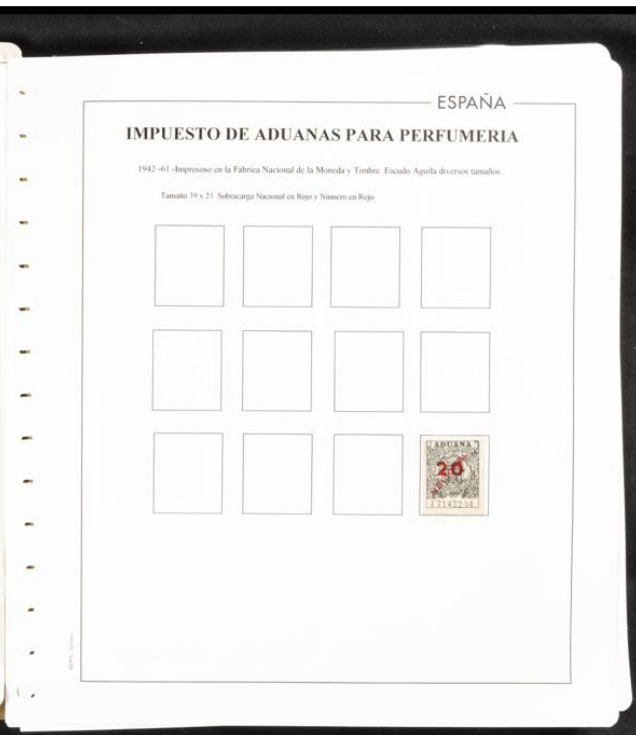 ESPAÑA
IMPUESTO DE ADUANAS PARA PERFUMERIA
1942 -61 -Impresoso en la Fábrica Nacional de la Moneda y Timbre. Escudo Aguila diversos tamaños
Tamaño 39 x 23 Sobracarga Nacional en Rojo y Número en Rojo
ADUANA
20